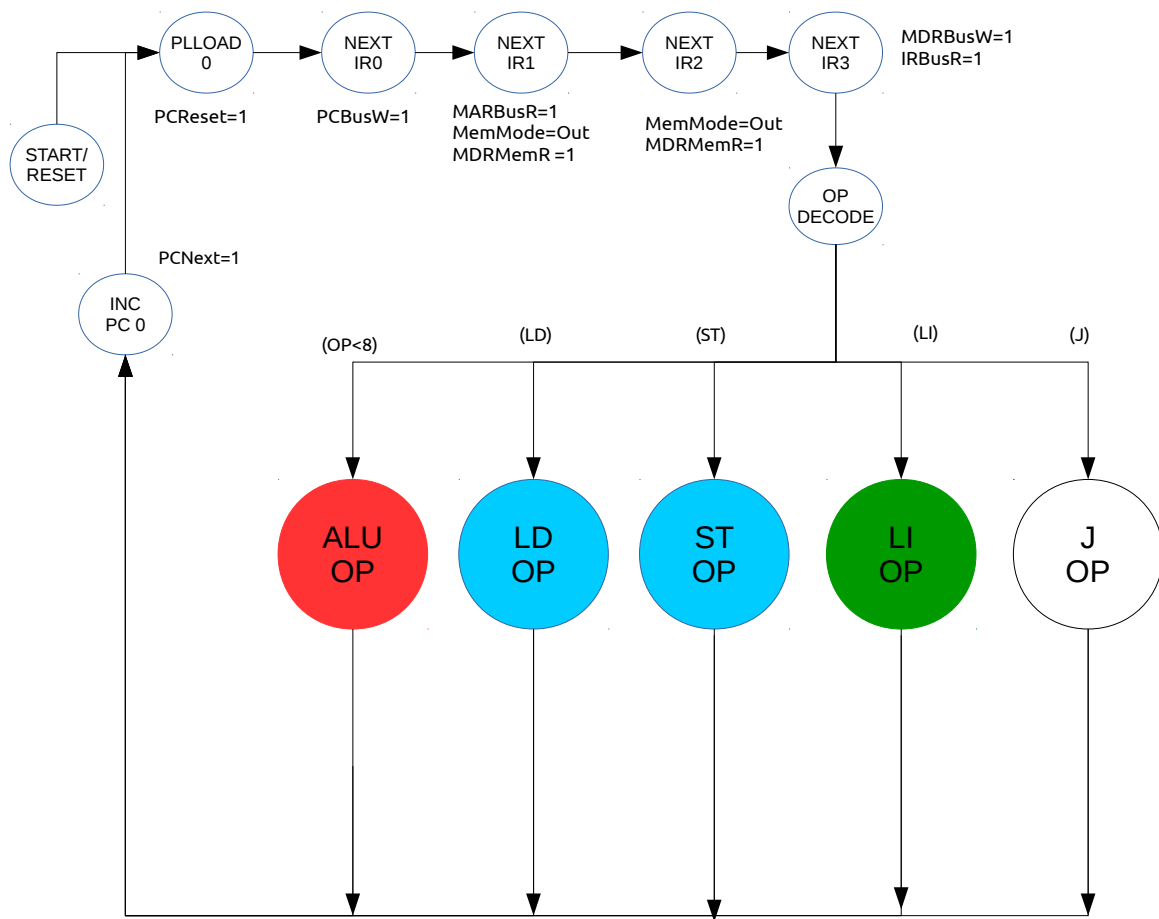 PLLOAD
0
NEXT
IR0
NEXT
IR1
NEXT
IR2
NEXT
IR3
MDRBusW=1
IRBusR=1
PCReset=1
PCBusW=1
MARBusR=1
MemMode=Out
MDRMemR =1
MemMode=Out
MDRMemR=1
START/
RESET
OP
DECODE
PCNext=1
INC
PC 0
(OP<8)
(LD)
(ST)
(LI)
(J)
ALU
OP
LD
OP
ST
OP
LI
OP
J
OP